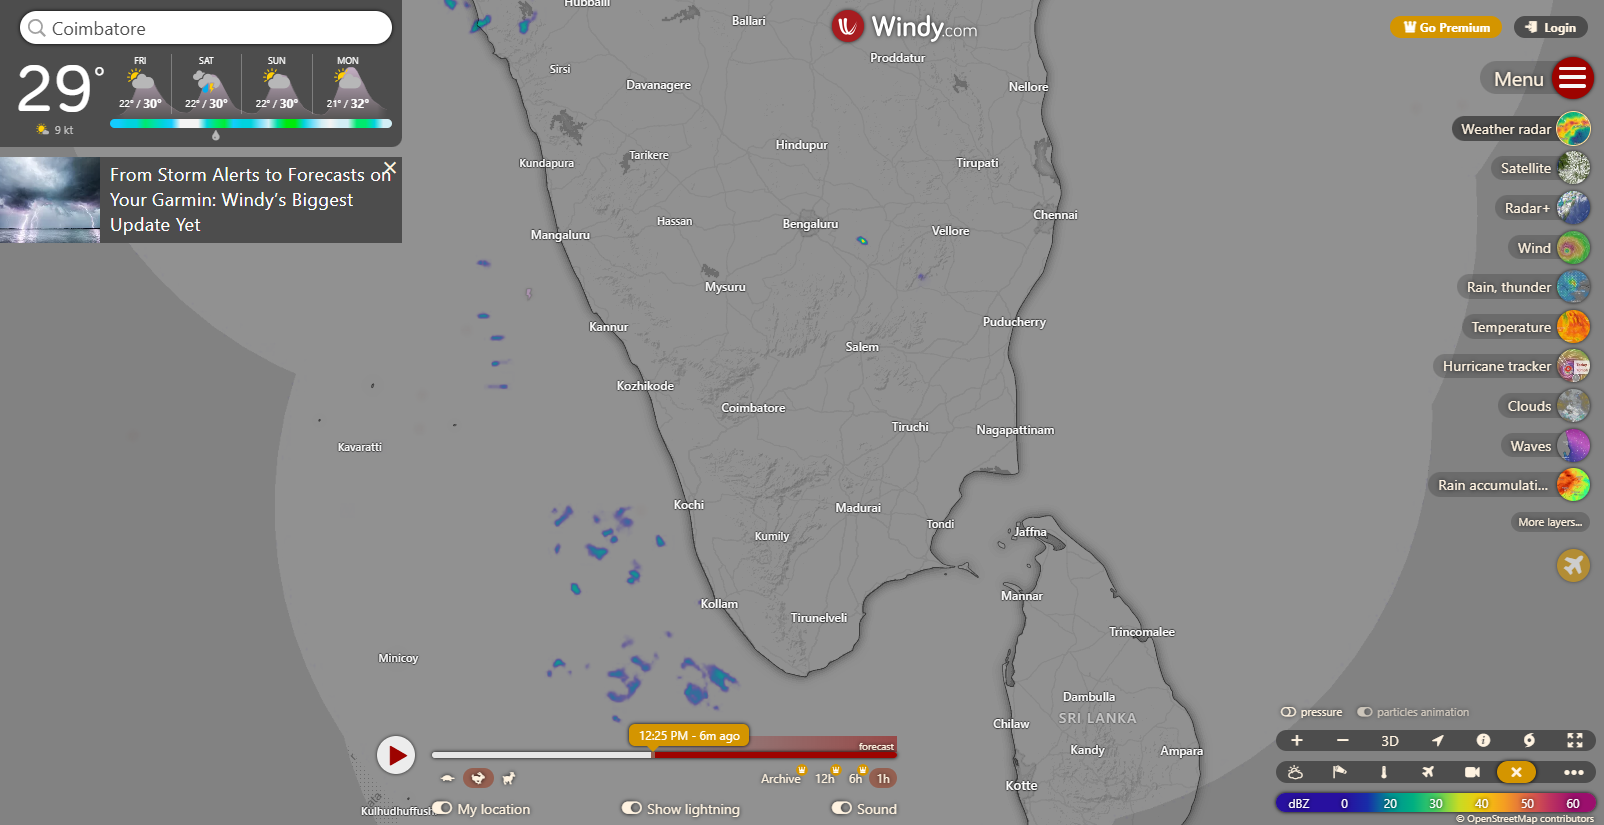 Coimbatore
29°
9 kt
FRI
22° / 30°
SAT
22° / 30°
SUN
22° / 30°
MON
21° / 32°
From Storm Alerts to Forecasts on
Your Garmin: Windy's Biggest
Update Yet
Windy.com
Go Premium
Login
Menu
Weather radar
Satellite
Radar+
Wind
Rain, thunder
Temperature
Hurricane tracker
Clouds
Waves
Rain accumulati...
More layers...
Hubballi
Ballari
Proddatur
Sirsi
Davanagere
Nellore
Hindupur
Kundapura
Tarikere
Tirupati
Chennai
Hassan
Bengaluru
Vellore
Mangaluru
Mysuru
Puducherry
Kannur
Salem
Kozhikode
Coimbatore
Tiruchi
Nagapattinam
Kavaratti
Kochi
Madurai
Tondi
Kumily
Jaffna
Mannar
Kollam
Tirunelveli
Trincomalee
Minicoy
Dambulla
SRI LANKA
Chilaw
Kandy
Ampara
Kotte
Kulhudhuffush
12:25 PM - 6m ago
forecast
Archive
12h
6h
1h
My location
Show lightning
Sound
pressure
particles animation
3D
dBZ 0 20 30 40 50 60
© OpenStreetMap contributors